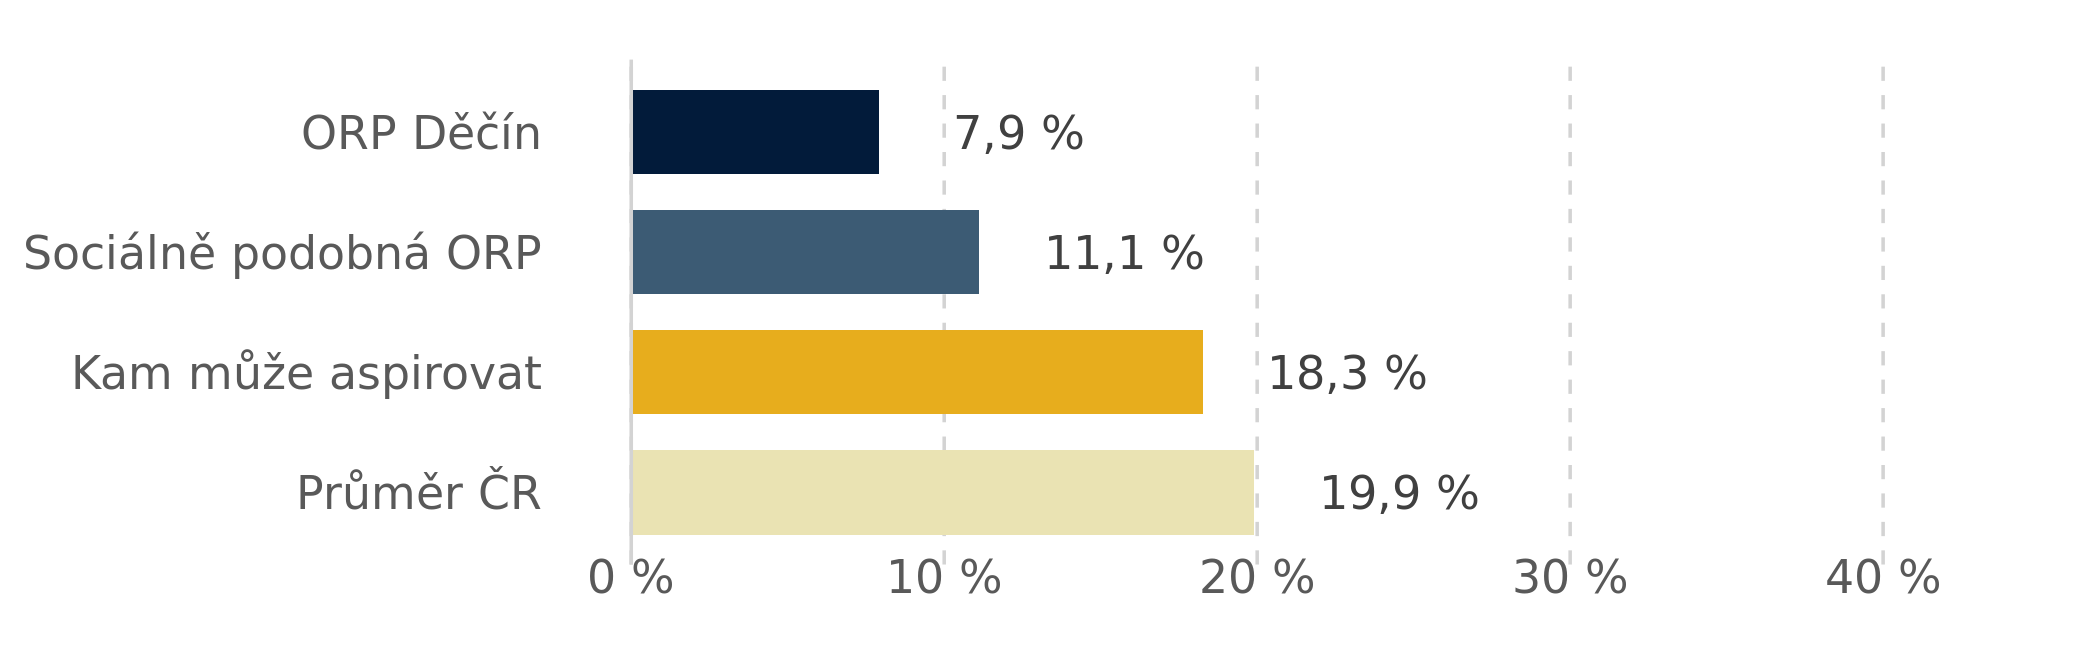 ORP Děčín 7,9 %
Sociálně podobná ORP 11,1 %
Kam může aspirovat 18,3 %
Průměr ČR 19,9 %
0 % 10 % 20 % 30 % 40 %